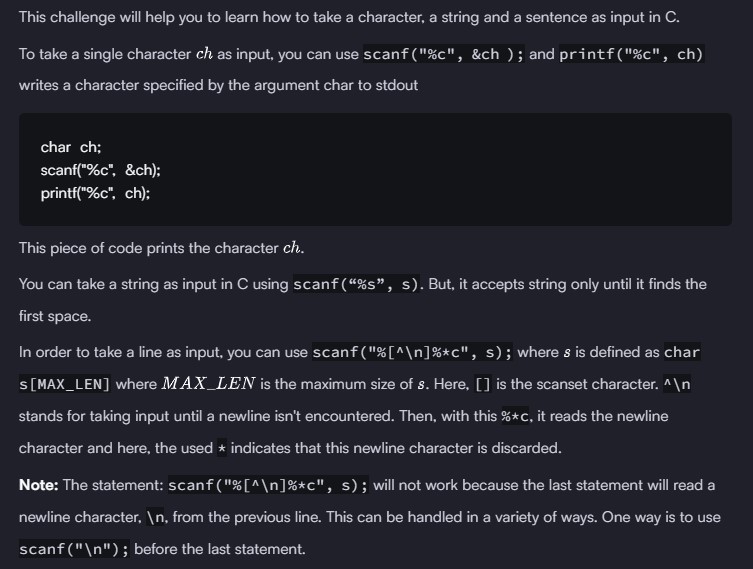 This challenge will help you to learn how to take a character, a string and a sentence as input in C.
To take a single character ch as input, you can use scanf("%c", &ch ); and printf("%c", ch)
writes a character specified by the argument char to stdout
char ch;
scanf("%c", &ch);
printf("%c", ch);
This piece of code prints the character ch.
You can take a string as input in C using scanf(“%s”, s). But, it accepts string only until it finds the
first space.
In order to take a line as input, you can use scanf("%[^\n]%*c", s); where s is defined as char
s[MAX_LEN] where MAX_LEN is the maximum size of s. Here, [] is the scanset character. ^\n
stands for taking input until a newline isn't encountered. Then, with this %*c, it reads the newline
character and here, the used * indicates that this newline character is discarded.
Note: The statement: scanf("%[^\n]%*c", s); will not work because the last statement will read a
newline character, \n, from the previous line. This can be handled in a variety of ways. One way is to use
scanf("\n"); before the last statement.